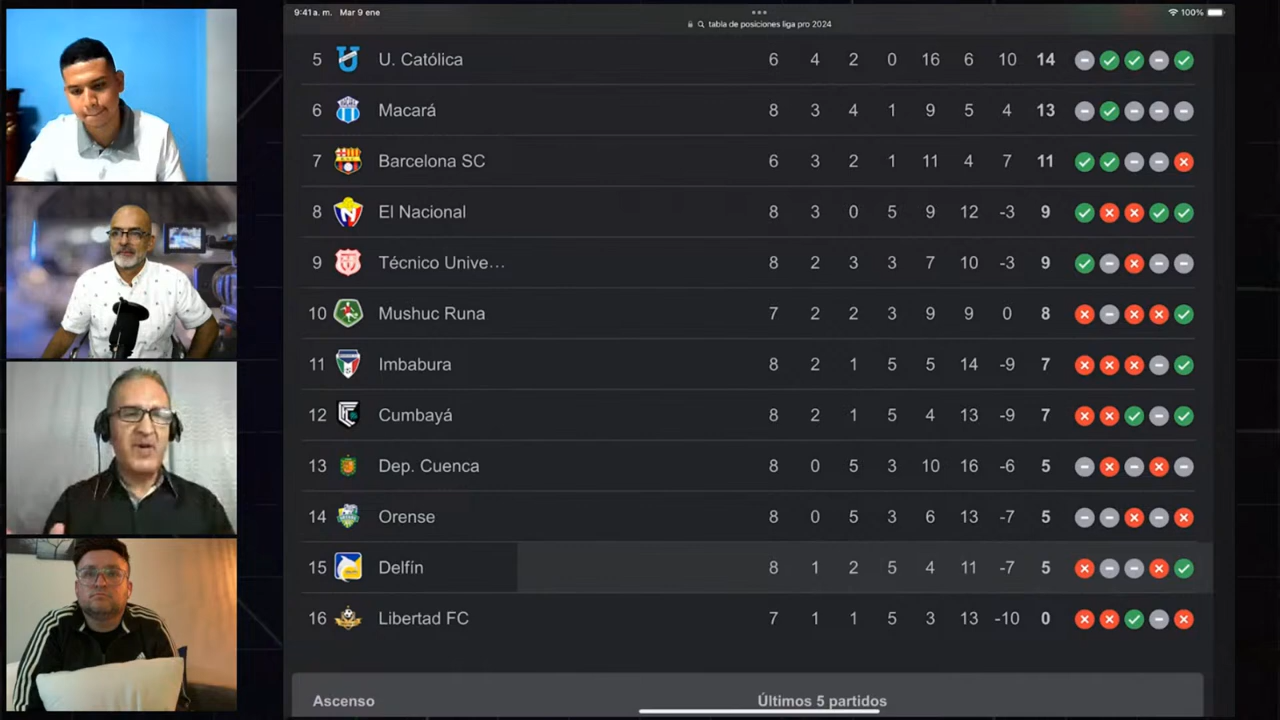 9:41 a. m. Mar 9 ene
100%
tabla de posiciones liga pro 2024
5 U. Católica 6 4 2 0 16 6 10 14
6 Macará 8 3 4 1 9 5 4 13
7 Barcelona SC 6 3 2 1 11 4 7 11
8 El Nacional 8 3 0 5 9 12 -3 9
9 Técnico Unive... 8 2 3 3 7 10 -3 9
10 Mushuc Runa 7 2 2 3 9 9 0 8
11 Imbabura 8 2 1 5 5 14 -9 7
12 Cumbayá 8 2 1 5 4 13 -9 7
13 Dep. Cuenca 8 0 5 3 10 16 -6 5
14 Orense 8 0 5 3 6 13 -7 5
15 Delfín 8 1 2 5 4 11 -7 5
16 Libertad FC 7 1 1 5 3 13 -10 0
Ascenso Últimos 5 partidos